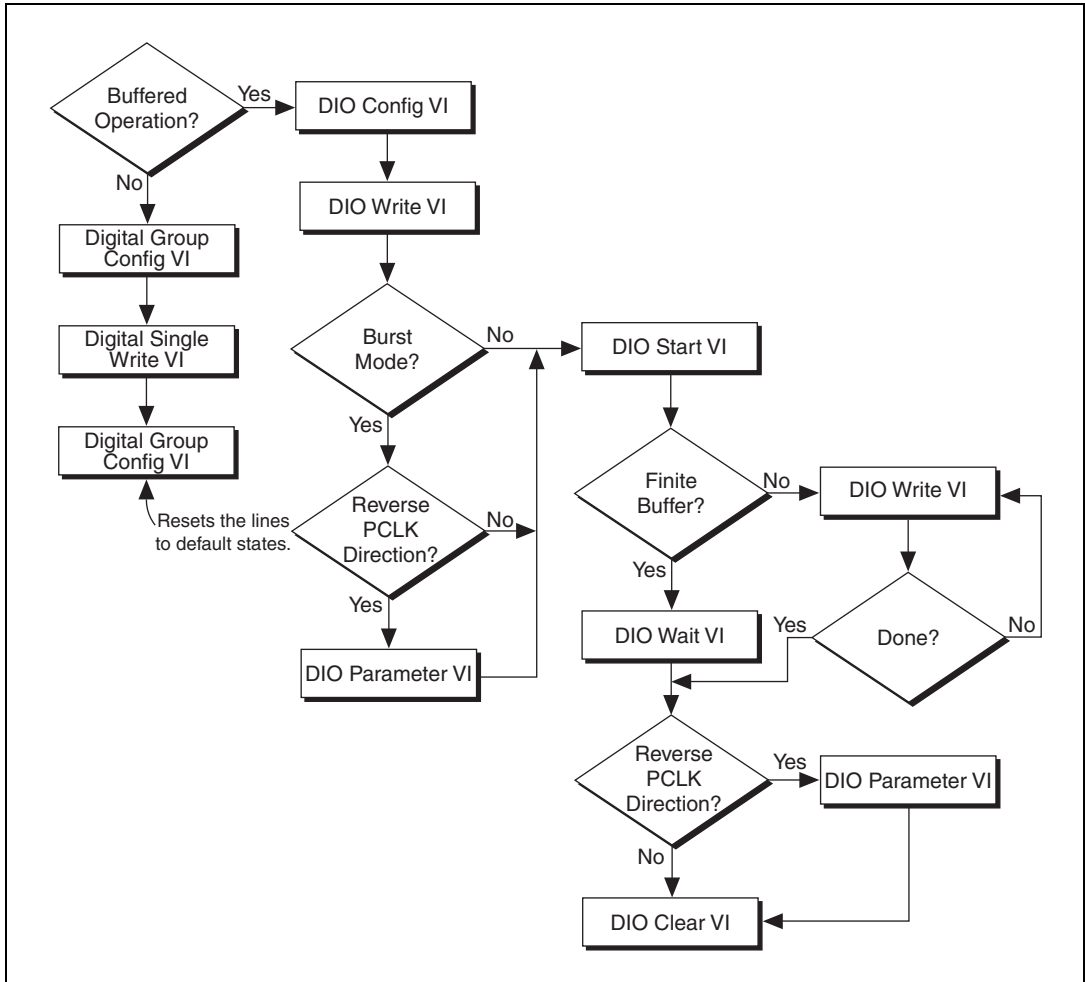 Buffered
Operation?
Yes
DIO Config VI
No
DIO Write VI
Digital Group
Config VI
Digital Single
Write VI
Digital Group
Config VI
Resets the lines
to default states.
Burst
Mode?
No
Yes
Reverse
PCLK
Direction?
No
Yes
DIO Parameter VI
DIO Start VI
Finite
Buffer?
No
DIO Write VI
Yes
DIO Wait VI
Yes
Done?
No
Reverse
PCLK
Direction?
Yes
DIO Parameter VI
No
DIO Clear VI